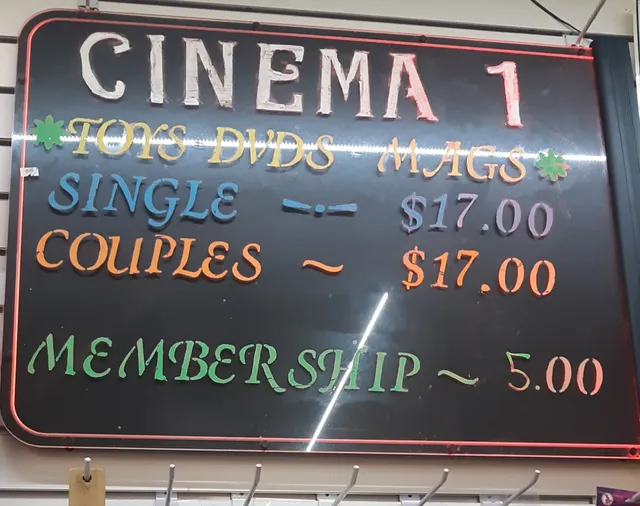 CINEMA 1
TOYS DVDS MAGS
SINGLE -·- $17.00
COUPLES ~ $17.00
MEMBERSHIP ~ 5.00